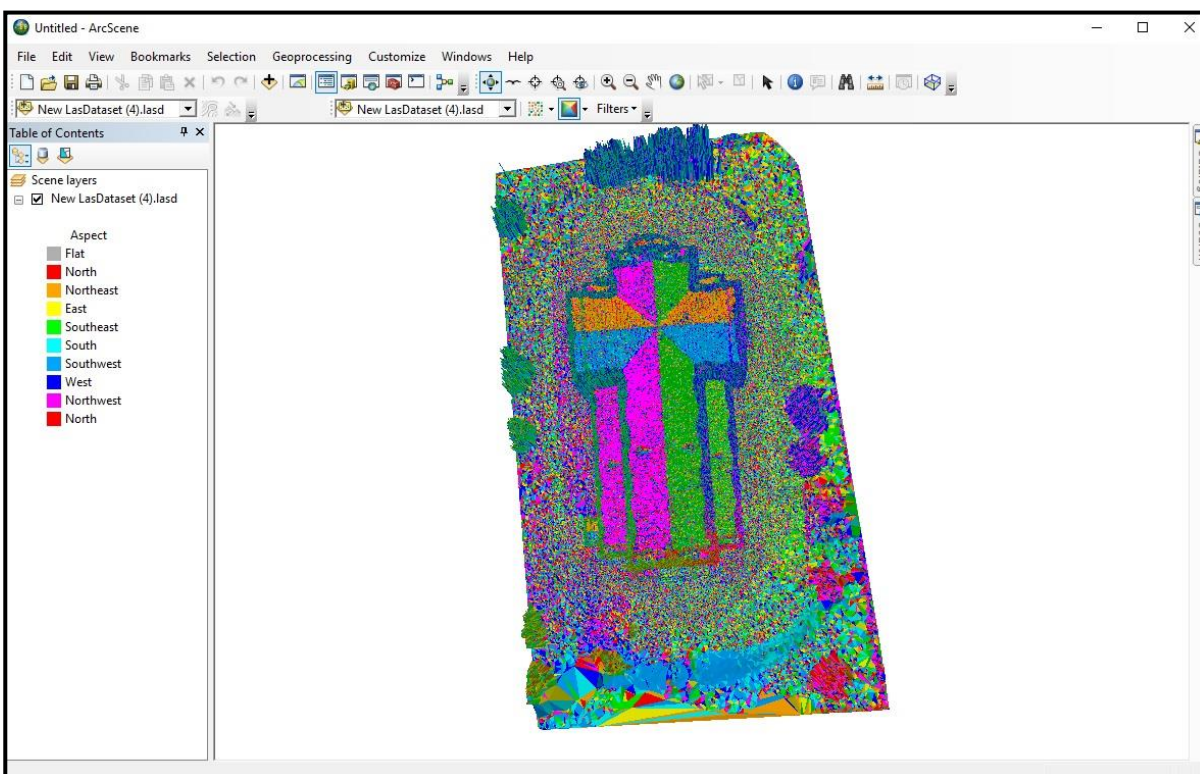 Untitled - ArcScene
File Edit View Bookmarks Selection Geoprocessing Customize Windows Help
New LasDataset (4).lasd New LasDataset (4).lasd Filters
Table of Contents
Scene layers
New LasDataset (4).lasd
Aspect
Flat
North
Northeast
East
Southeast
South
Southwest
West
Northwest
North